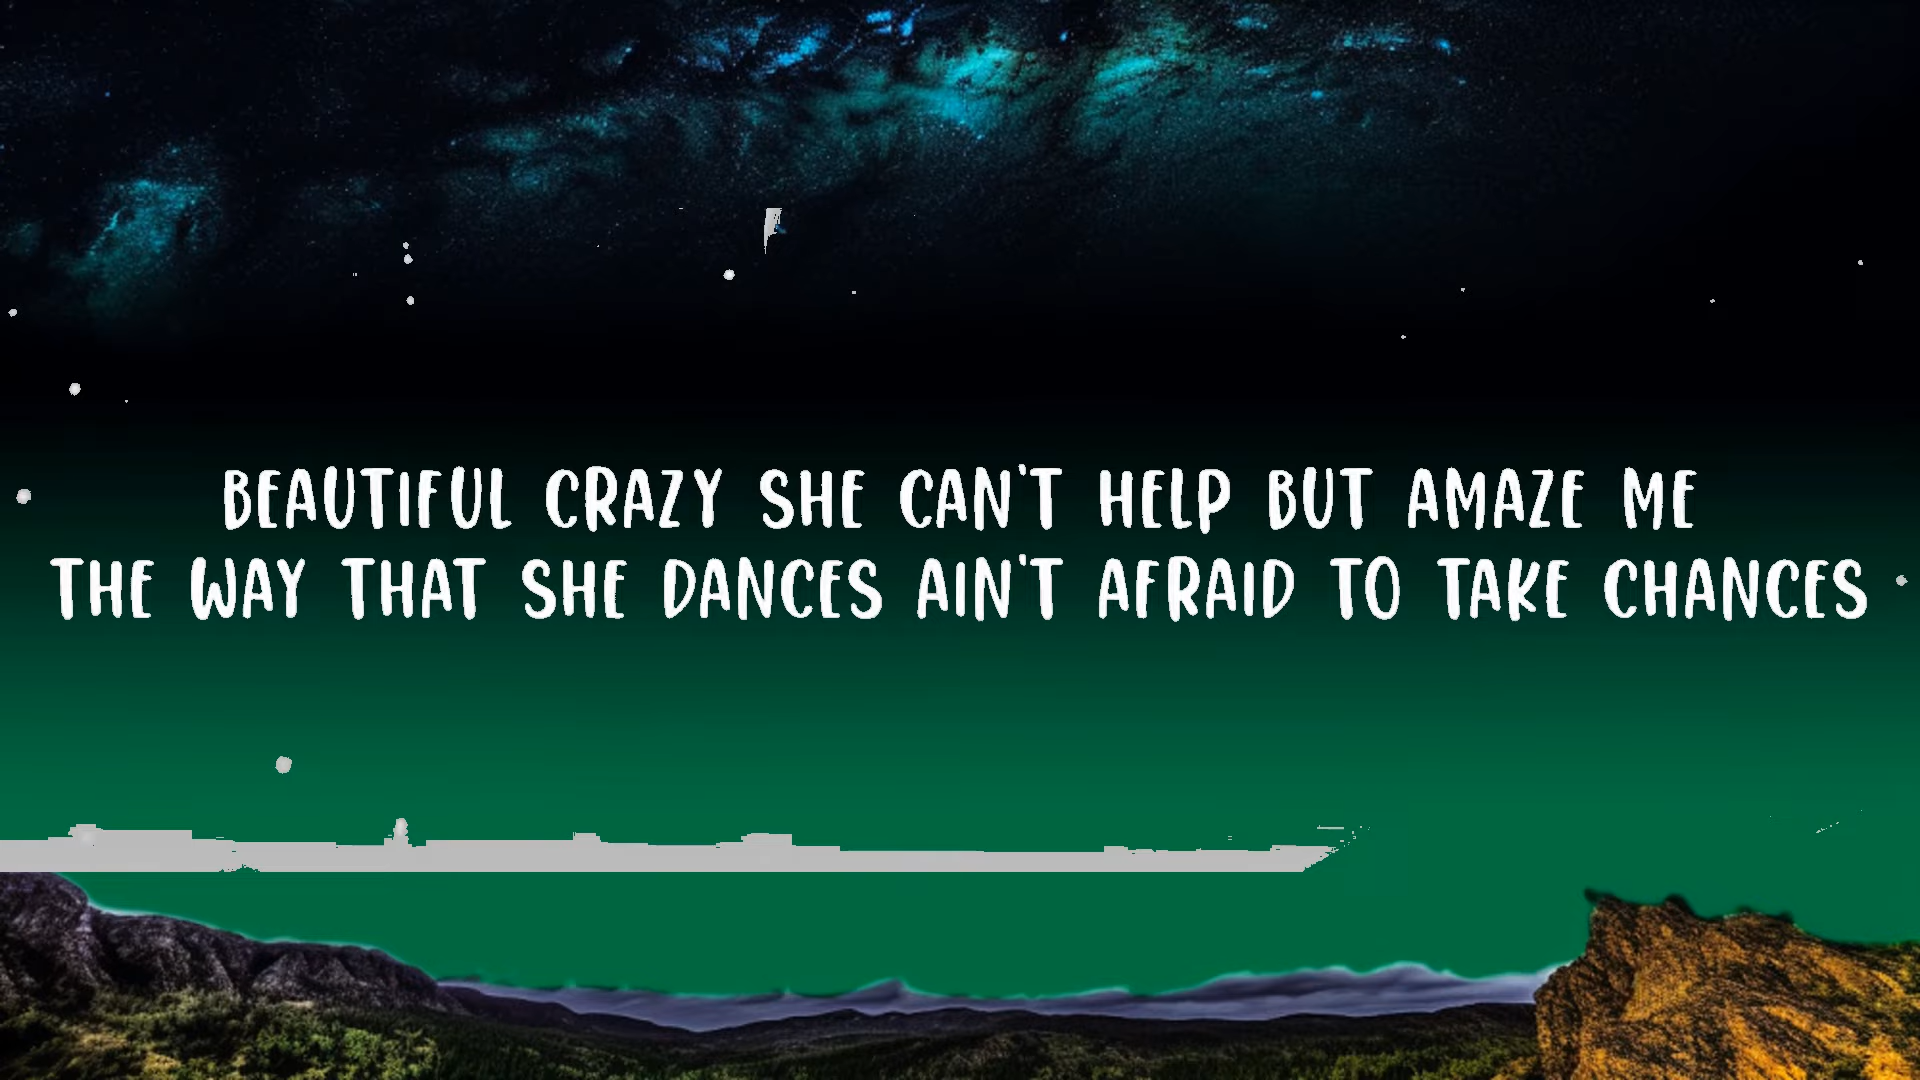 BEAUTIFUL CRAZY SHE CAN'T HELP BUT AMAZE ME
THE WAY THAT SHE DANCES AIN'T AFRAID TO TAKE CHANCES